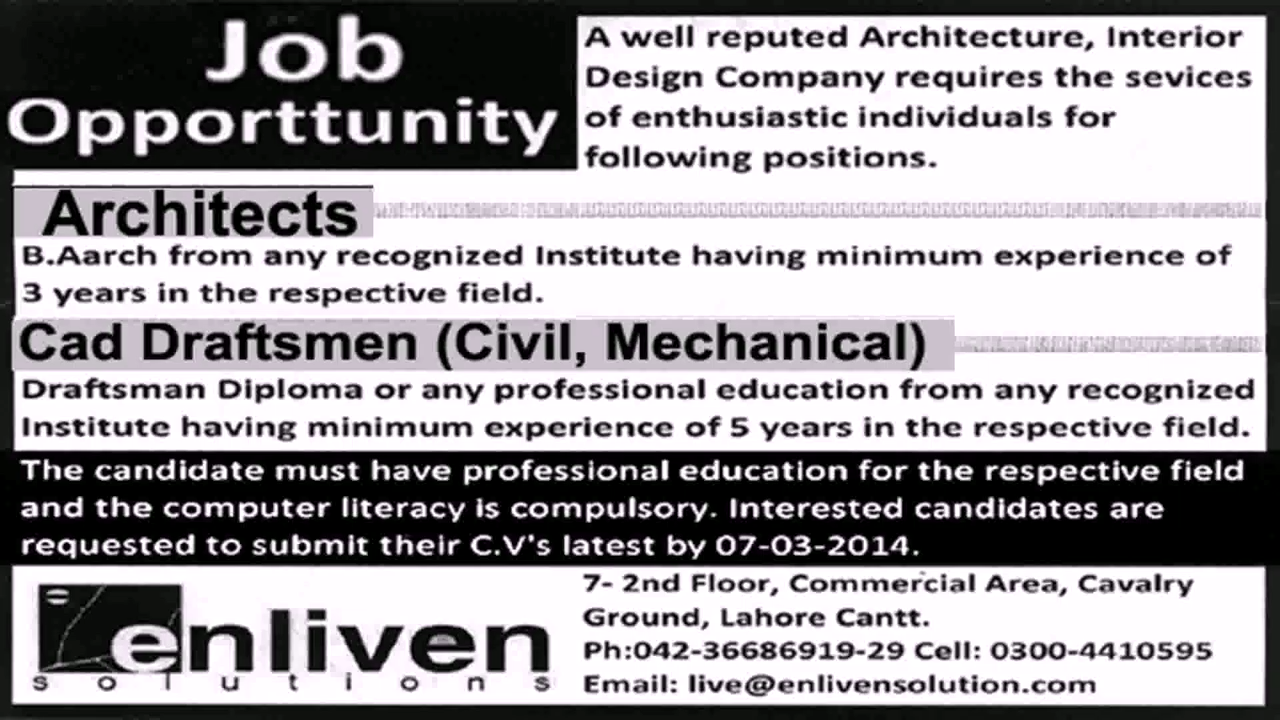 Job
Opporttunity
A well reputed Architecture, Interior
Design Company requires the sevices
of enthusiastic individuals for
following positions.
Architects
B.Aarch from any recognized Institute having minimum experience of
3 years in the respective field.
Cad Draftsmen (Civil, Mechanical)
Draftsman Diploma or any professional education from any recognized
Institute having minimum experience of 5 years in the respective field.
The candidate must have professional education for the respective field
and the computer literacy is compulsory. Interested candidates are
requested to submit their C.V's latest by 07-03-2014.
enliven
solutions
7- 2nd Floor, Commercial Area, Cavalry
Ground, Lahore Cantt.
Ph:042-36686919-29 Cell: 0300-4410595
Email: live@enlivensolution.com